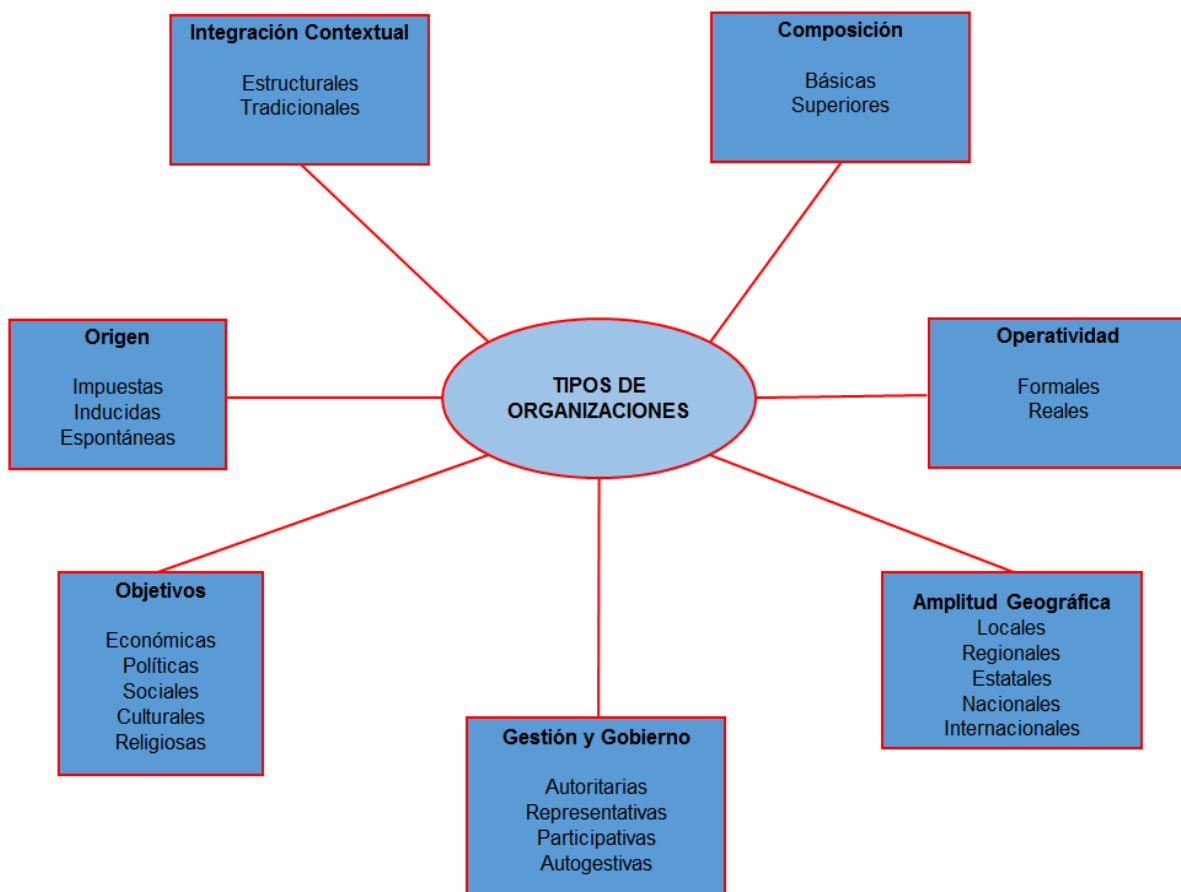 Integración Contextual
Estructurales
Tradicionales
Composición
Básicas
Superiores
Origen
Impuestas
Inducidas
Espontáneas
TIPOS DE
ORGANIZACIONES
Operatividad
Formales
Reales
Objetivos
Económicas
Políticas
Sociales
Culturales
Religiosas
Gestión y Gobierno
Autoritarias
Representativas
Participativas
Autogestivas
Amplitud Geográfica
Locales
Regionales
Estatales
Nacionales
Internacionales